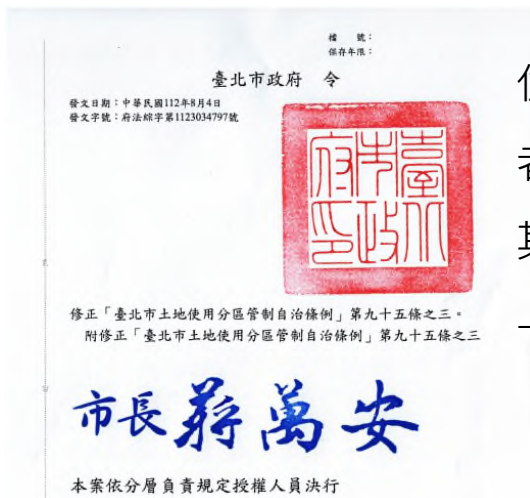 檔　號：
保存年限：
臺北市政府　令
發文日期：中華民國112年8月4日
發文字號：府法綜字第1123034797號
臺北市政府印
修正「臺北市土地使用分區管制自治條例」第九十五條之三。
附修正「臺北市土地使用分區管制自治條例」第九十五條之三
市長蔣萬安
本案依分層負責規定授權人員決行